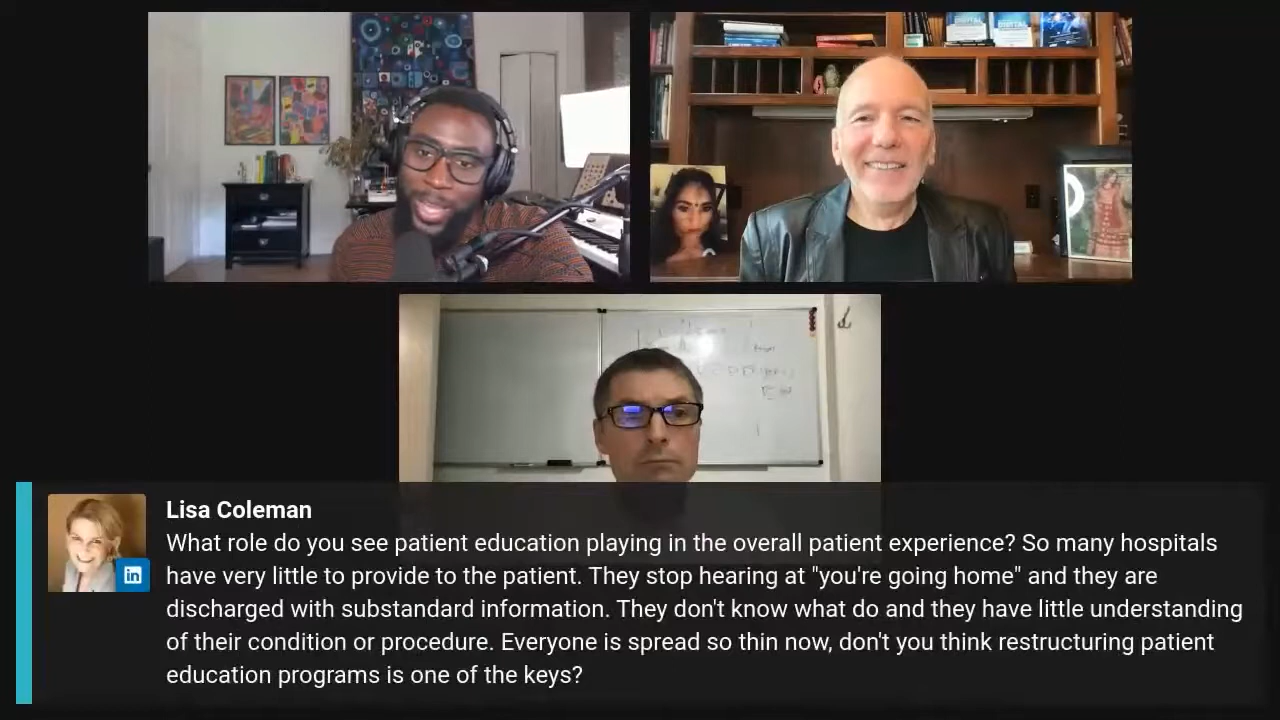 DIGITAL
DIGITAL
Lisa Coleman
in
What role do you see patient education playing in the overall patient experience? So many hospitals
have very little to provide to the patient. They stop hearing at "you're going home" and they are
discharged with substandard information. They don't know what do and they have little understanding
of their condition or procedure. Everyone is spread so thin now, don't you think restructuring patient
education programs is one of the keys?